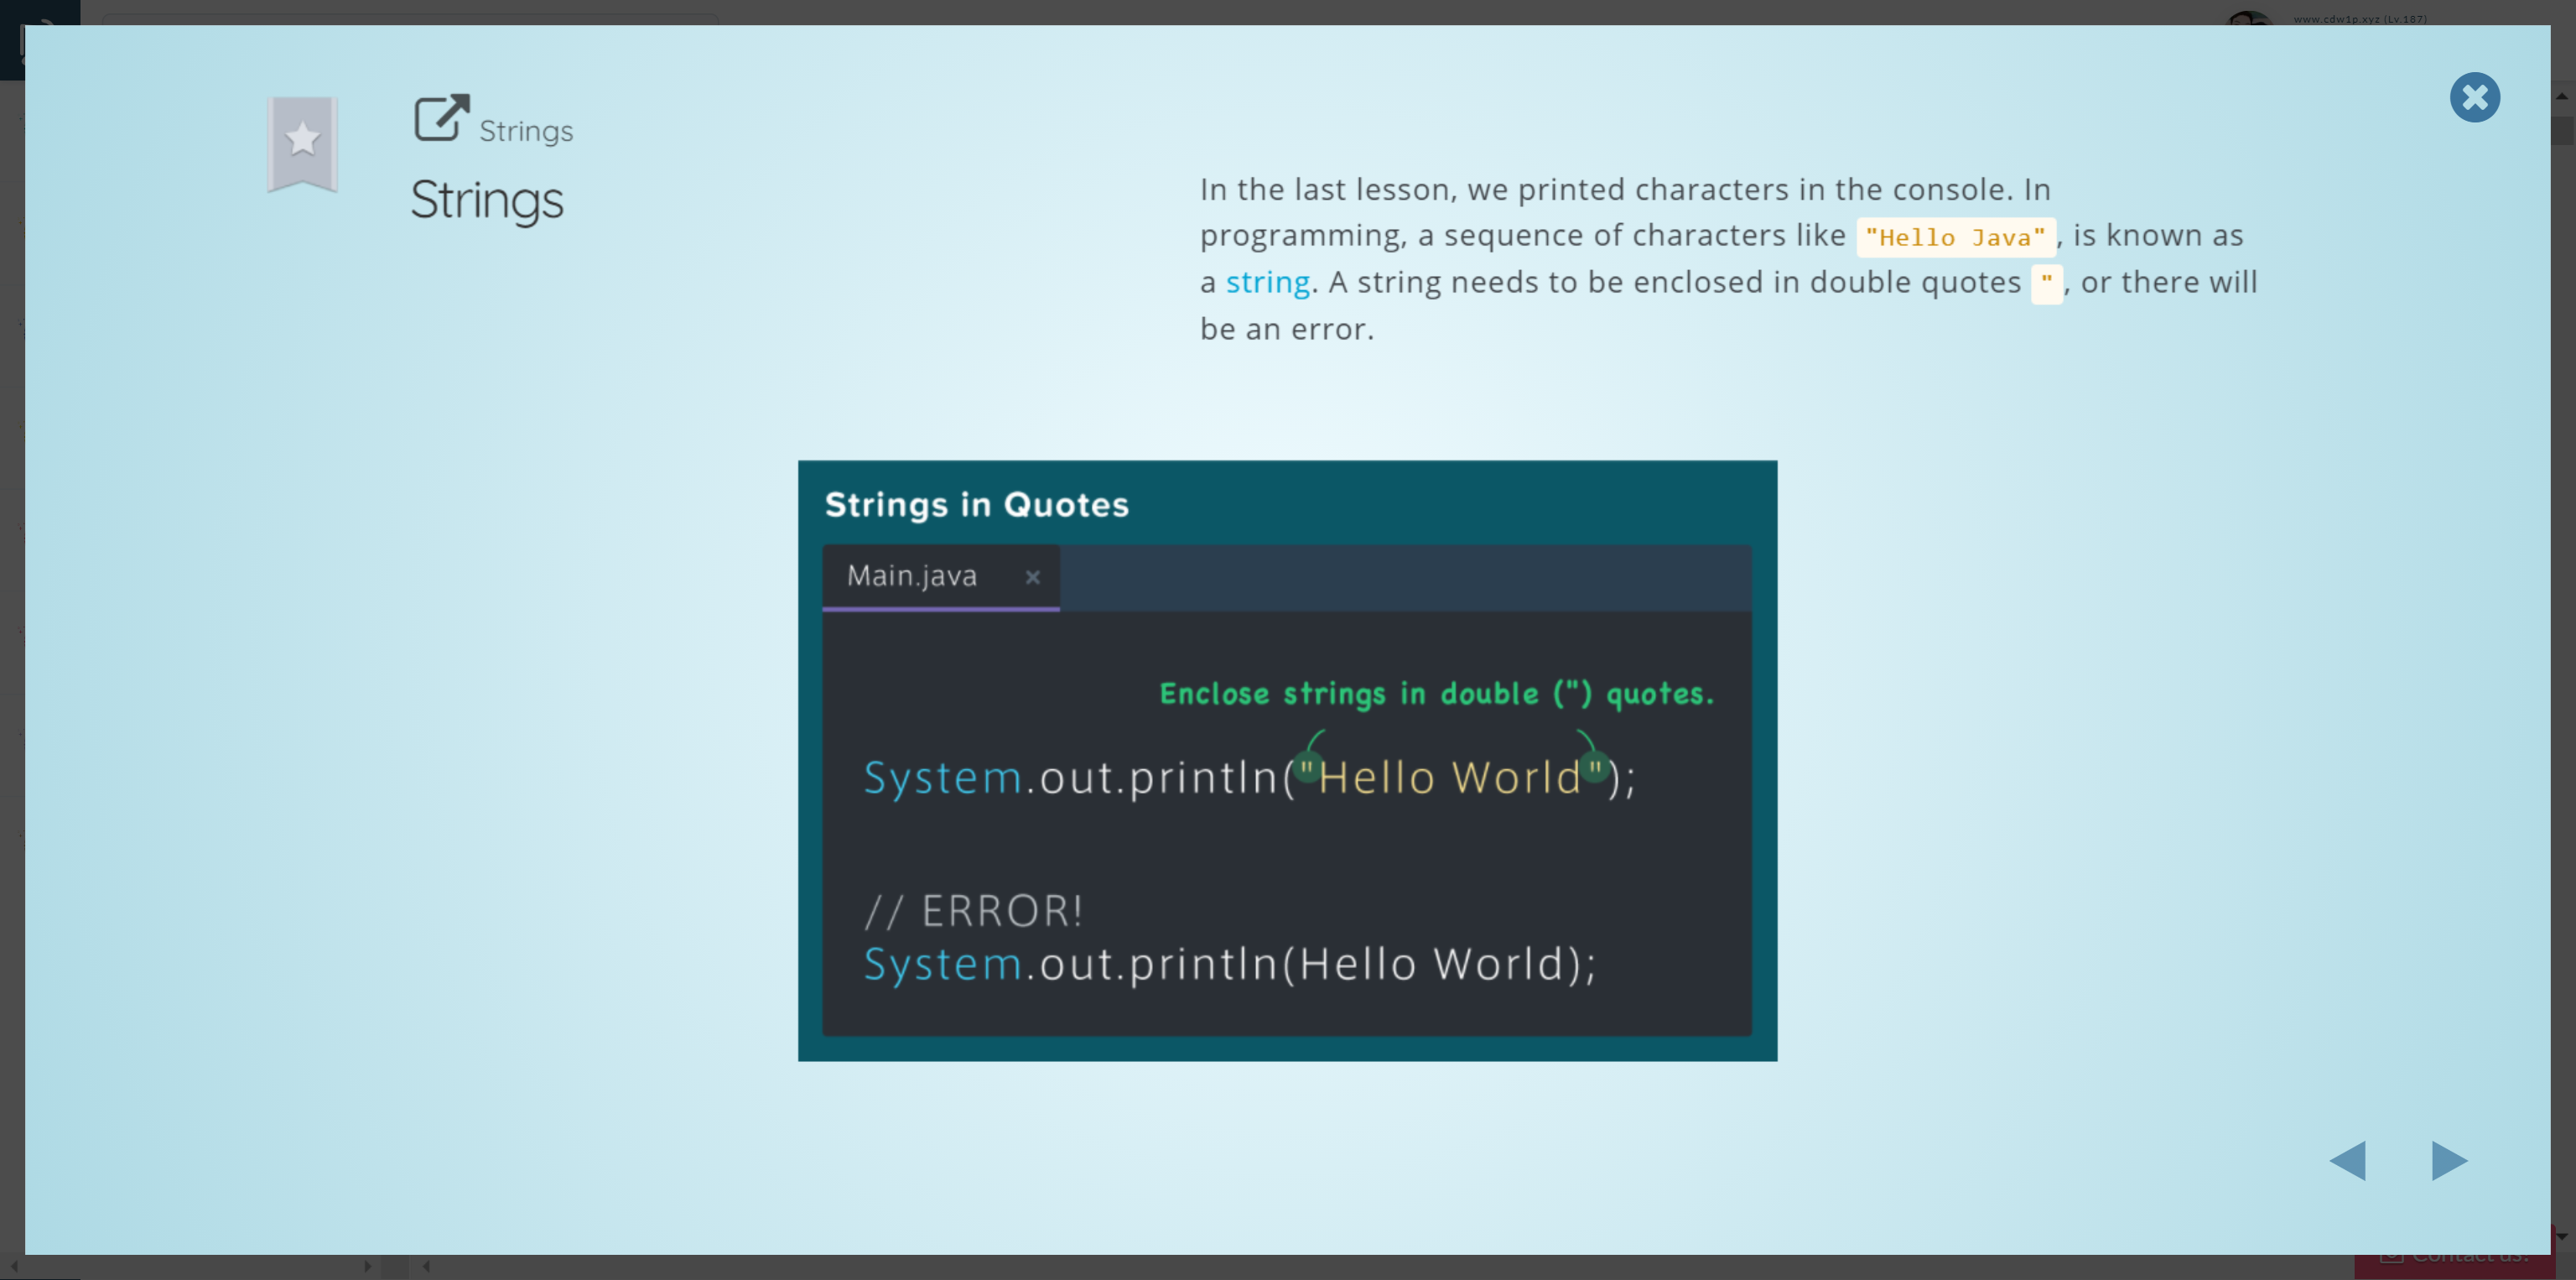 www.cdw1p.xyz (Lv.187)
Strings
Strings
In the last lesson, we printed characters in the console. In
programming, a sequence of characters like "Hello Java", is known as
a string. A string needs to be enclosed in double quotes ", or there will
be an error.
Strings in Quotes
Main.java
Enclose strings in double (") quotes.
System.out.println("Hello World");
// ERROR!
System.out.println(Hello World);
Contact us!